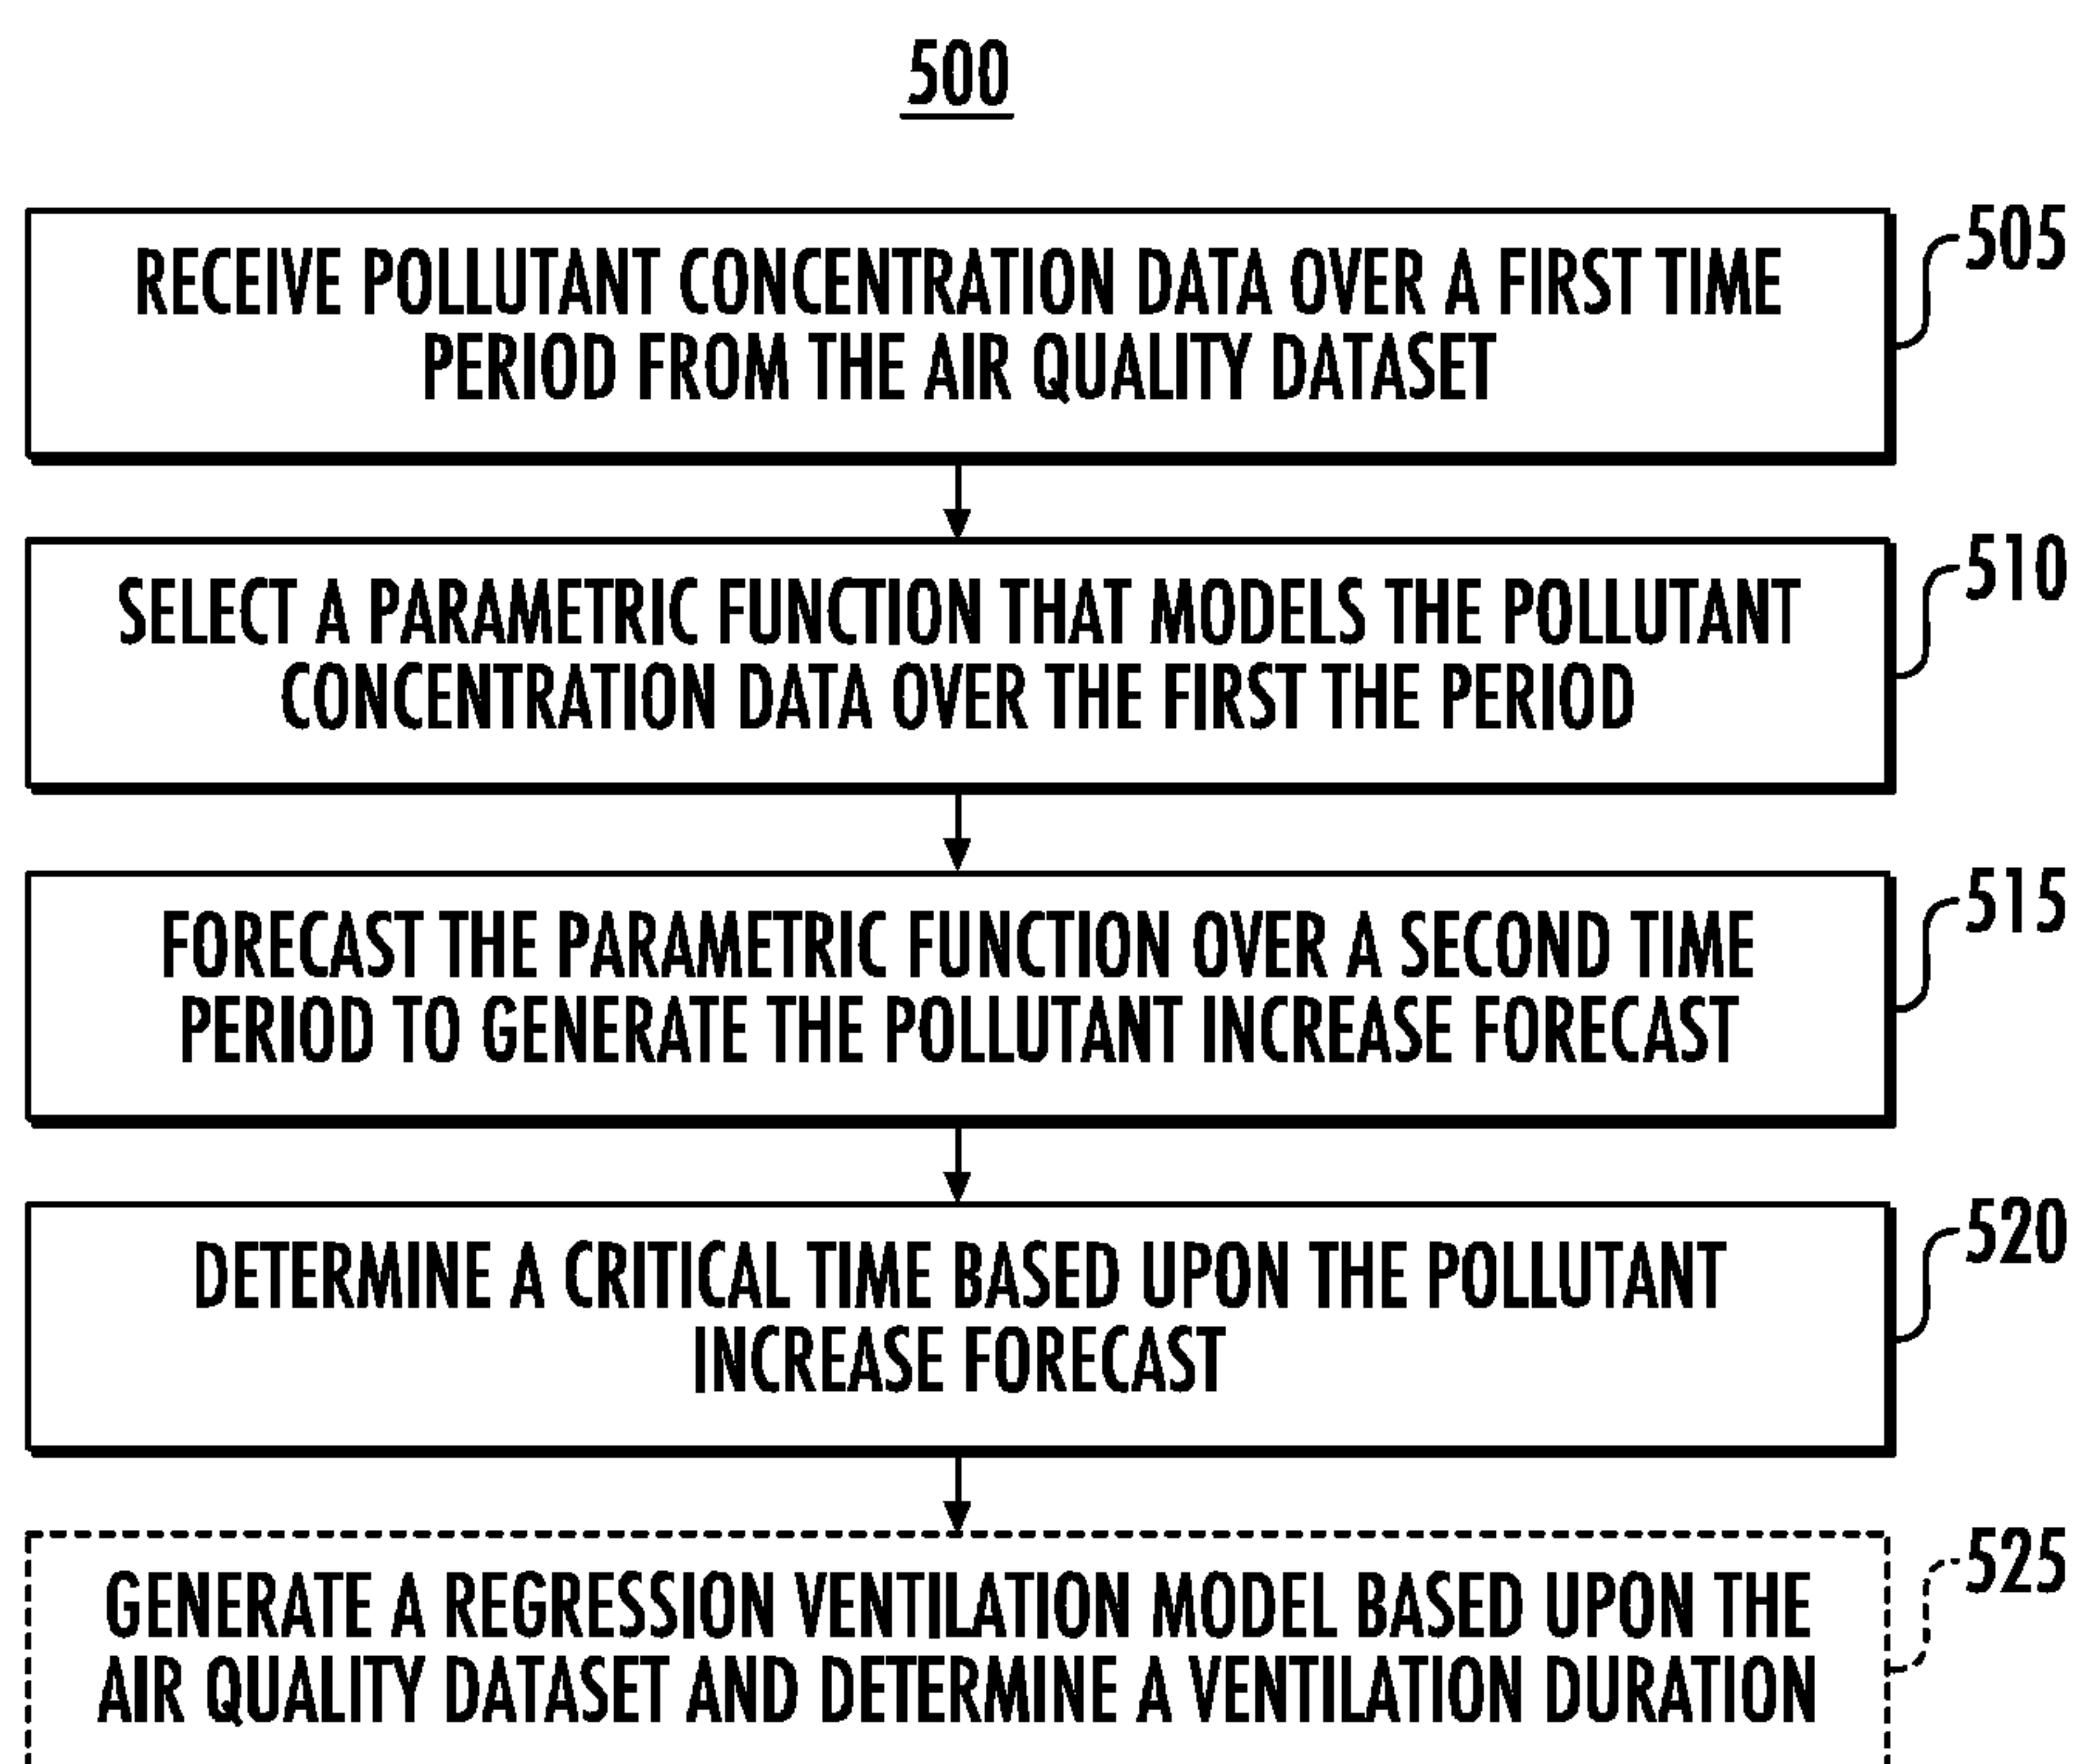 500
RECEIVE POLLUTANT CONCENTRATION DATA OVER A FIRST TIME
PERIOD FROM THE AIR QUALITY DATASET
505
SELECT A PARAMETRIC FUNCTION THAT MODELS THE POLLUTANT
CONCENTRATION DATA OVER THE FIRST THE PERIOD
510
FORECAST THE PARAMETRIC FUNCTION OVER A SECOND TIME
PERIOD TO GENERATE THE POLLUTANT INCREASE FORECAST
515
DETERMINE A CRITICAL TIME BASED UPON THE POLLUTANT
INCREASE FORECAST
520
GENERATE A REGRESSION VENTILATION MODEL BASED UPON THE
AIR QUALITY DATASET AND DETERMINE A VENTILATION DURATION
525